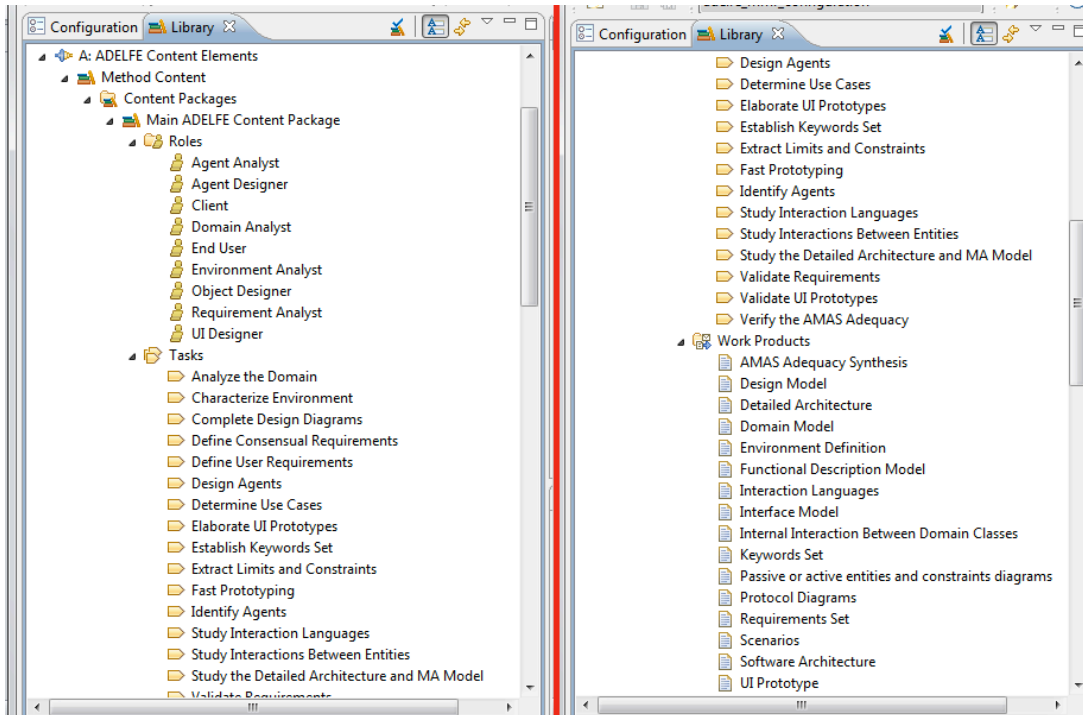 Configuration Library
A: ADELFE Content Elements
Method Content
Content Packages
Main ADELFE Content Package
Roles
Agent Analyst
Agent Designer
Client
Domain Analyst
End User
Environment Analyst
Object Designer
Requirement Analyst
UI Designer
Tasks
Analyze the Domain
Characterize Environment
Complete Design Diagrams
Define Consensual Requirements
Define User Requirements
Design Agents
Determine Use Cases
Elaborate UI Prototypes
Establish Keywords Set
Extract Limits and Constraints
Fast Prototyping
Identify Agents
Study Interaction Languages
Study Interactions Between Entities
Study the Detailed Architecture and MA Model
Validate Requirements
Configuration Library
Design Agents
Determine Use Cases
Elaborate UI Prototypes
Establish Keywords Set
Extract Limits and Constraints
Fast Prototyping
Identify Agents
Study Interaction Languages
Study Interactions Between Entities
Study the Detailed Architecture and MA Model
Validate Requirements
Validate UI Prototypes
Verify the AMAS Adequacy
Work Products
AMAS Adequacy Synthesis
Design Model
Detailed Architecture
Domain Model
Environment Definition
Functional Description Model
Interaction Languages
Interface Model
Internal Interaction Between Domain Classes
Keywords Set
Passive or active entities and constraints diagrams
Protocol Diagrams
Requirements Set
Scenarios
Software Architecture
UI Prototype